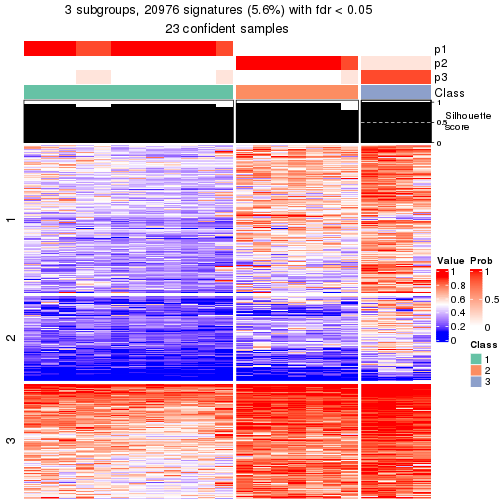 3 subgroups, 20976 signatures (5.6%) with fdr < 0.05
23 confident samples
p1
p2
p3
Class
1
0.5
0
Silhouette
score
1
2
3
Value
1
0.8
0.6
0.4
0.2
0
Prob
1
0.5
0
Class
1
2
3